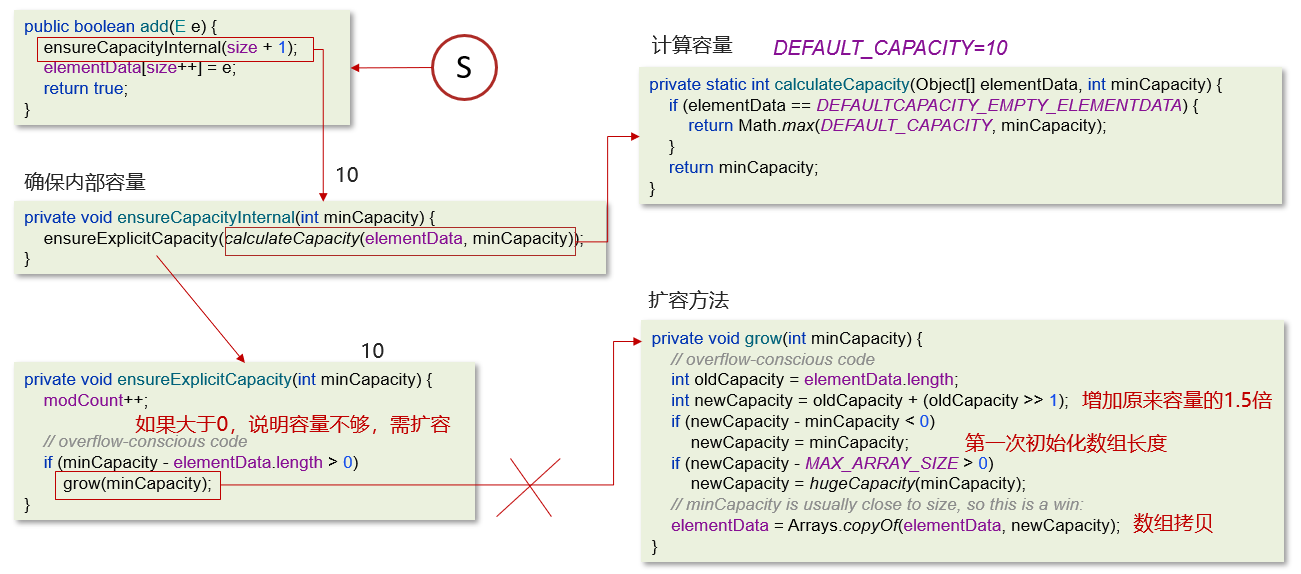 public boolean add(E e) {
ensureCapacityInternal(size + 1);
elementData[size++] = e;
return true;
}
S
计算容量 DEFAULT_CAPACITY=10
private static int calculateCapacity(Object[] elementData, int minCapacity) {
if (elementData == DEFAULTCAPACITY_EMPTY_ELEMENTDATA) {
return Math.max(DEFAULT_CAPACITY, minCapacity);
}
return minCapacity;
}
10
确保内部容量
private void ensureCapacityInternal(int minCapacity) {
ensureExplicitCapacity(calculateCapacity(elementData, minCapacity));
}
10
private void ensureExplicitCapacity(int minCapacity) {
modCount++;
如果大于0，说明容量不够，需扩容
// overflow-conscious code
if (minCapacity - elementData.length > 0)
grow(minCapacity);
}
扩容方法
private void grow(int minCapacity) {
// overflow-conscious code
int oldCapacity = elementData.length;
int newCapacity = oldCapacity + (oldCapacity >> 1); 增加原来容量的1.5倍
if (newCapacity - minCapacity < 0)
newCapacity = minCapacity; 第一次初始化数组长度
if (newCapacity - MAX_ARRAY_SIZE > 0)
newCapacity = hugeCapacity(minCapacity);
// minCapacity is usually close to size, so this is a win:
elementData = Arrays.copyOf(elementData, newCapacity); 数组拷贝
}